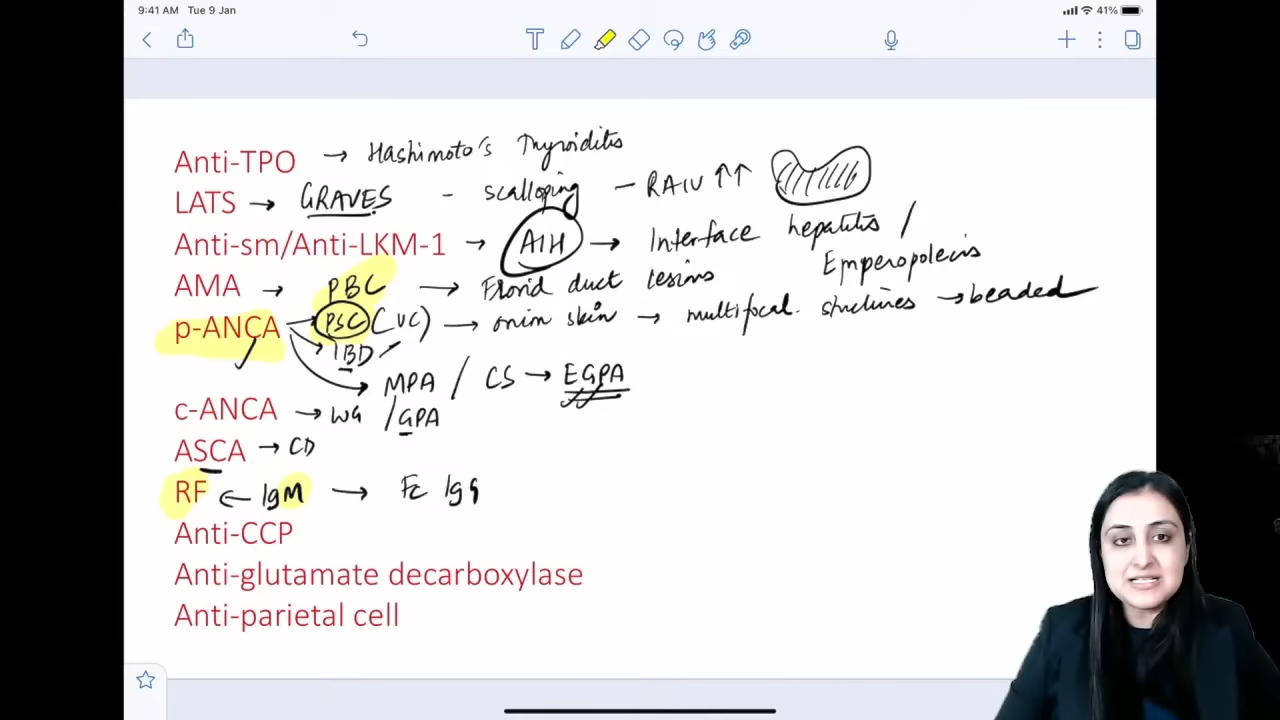 9:41 AM Tue 9 Jan
41%
Anti-TPO → Hashimoto's Thyroiditis
LATS → GRAVES - scalloping - RAIU ↑↑
Anti-sm/Anti-LKM-1 → AIH → Interface hepatitis /
Emperopolesis
AMA → PBC → Florid duct lesions
p-ANCA → PSC (UC) → onion skin → multifocal strictures → beaded
IBD
MPA / CS → EGPA
c-ANCA → WG / GPA
ASCA → CD
RF ← IgM → Fc IgG
Anti-CCP
Anti-glutamate decarboxylase
Anti-parietal cell